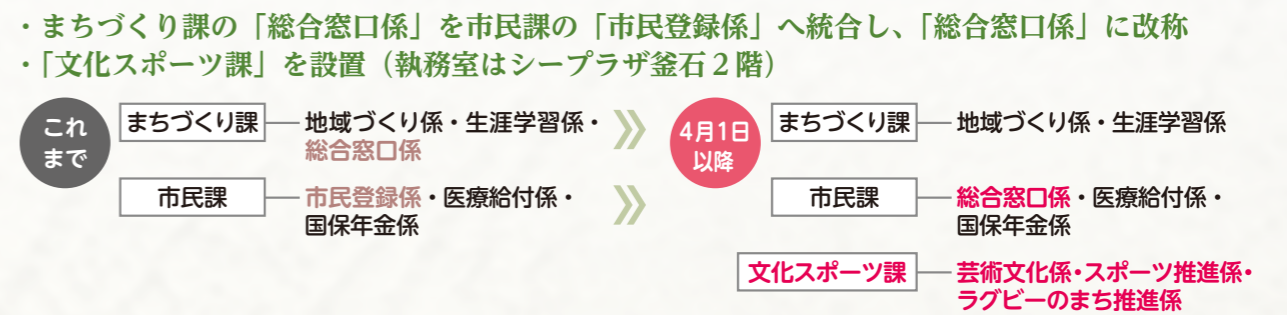 ・まちづくり課の「総合窓口係」を市民課の「市民登録係」へ統合し、「総合窓口係」に改称
・「文化スポーツ課」を設置（執務室はシープラザ釜石２階）
これ
まで
まちづくり課
地域づくり係・生涯学習係・
総合窓口係
市民課
市民登録係・医療給付係・
国保年金係
4月1日
以降
まちづくり課
地域づくり係・生涯学習係
市民課
総合窓口係・医療給付係・
国保年金係
文化スポーツ課
芸術文化係・スポーツ推進係・
ラグビーのまち推進係